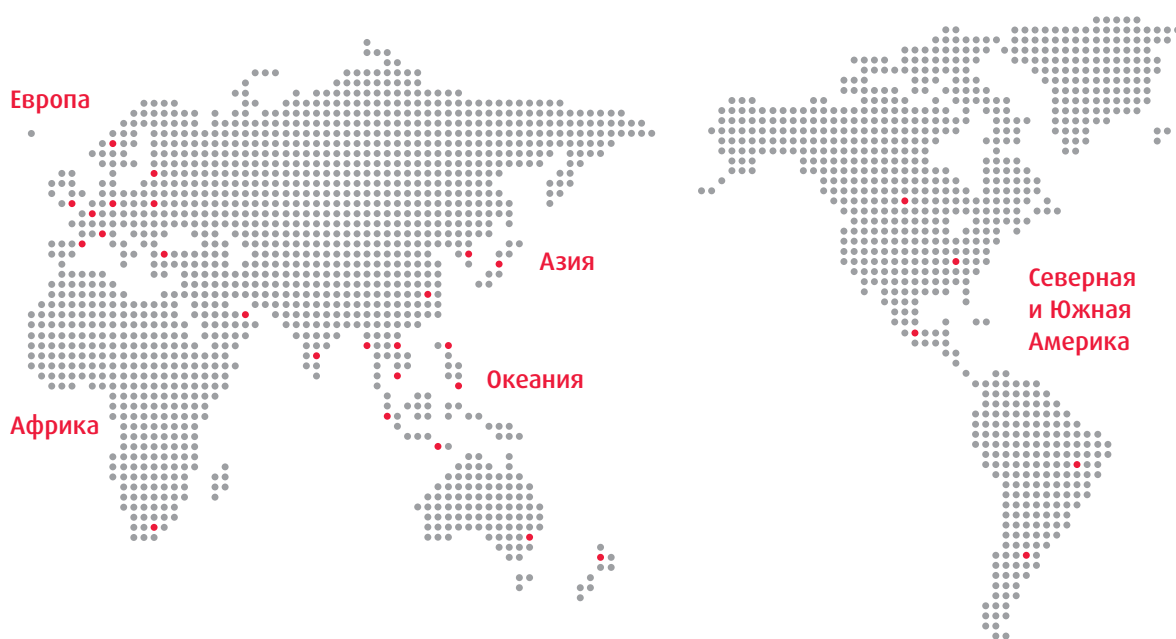 Европа
Азия
Северная
и Южная
Америка
Океания
Африка